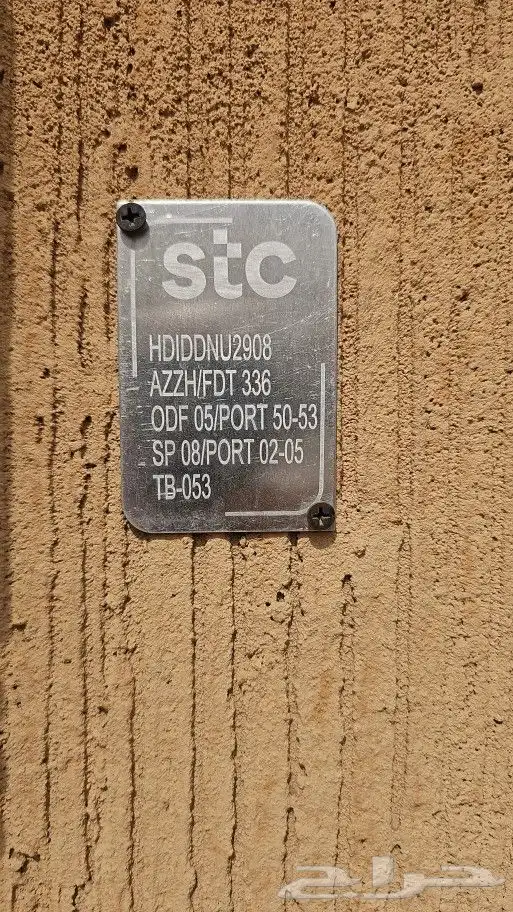 stc
HDIDDNU2908
AZZH/FDT 336
ODF 05/PORT 50-53
SP 08/PORT 02-05
TB-053
حراج